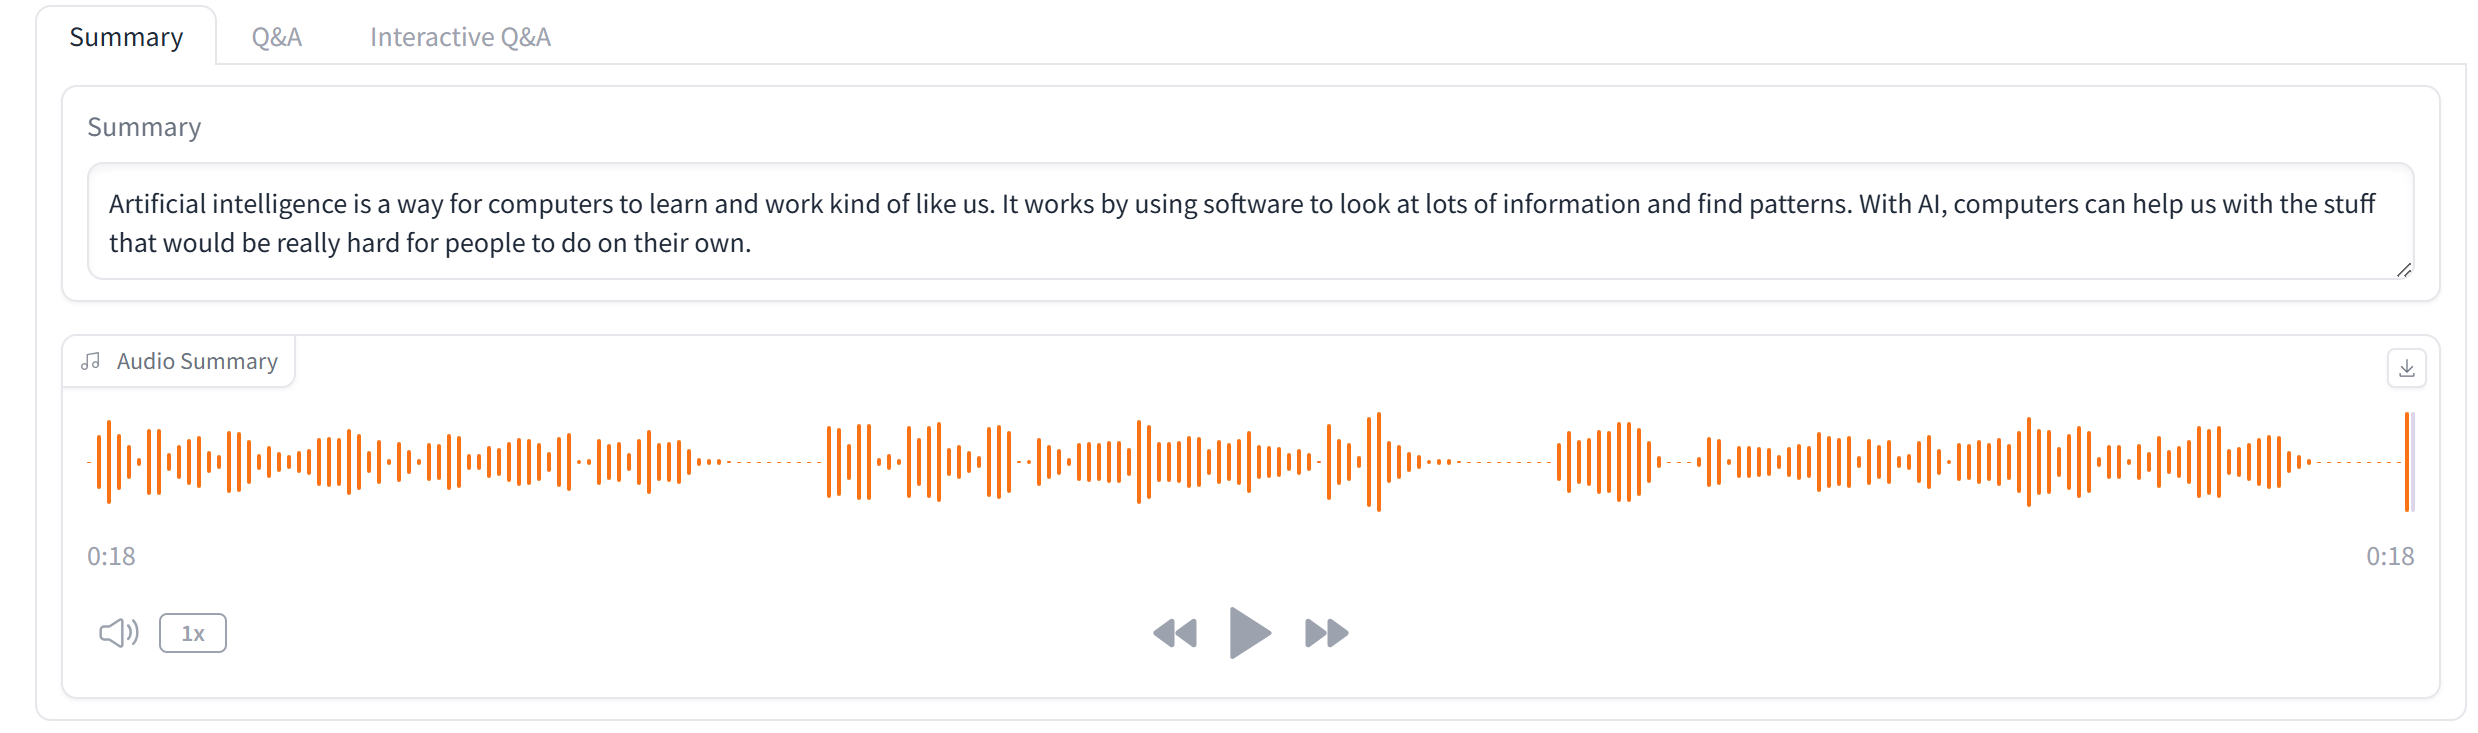 Summary
Q&A
Interactive Q&A
Summary
Artificial intelligence is a way for computers to learn and work kind of like us. It works by using software to look at lots of information and find patterns. With AI, computers can help us with the stuff
that would be really hard for people to do on their own.
Audio Summary
0:18
0:18
1x